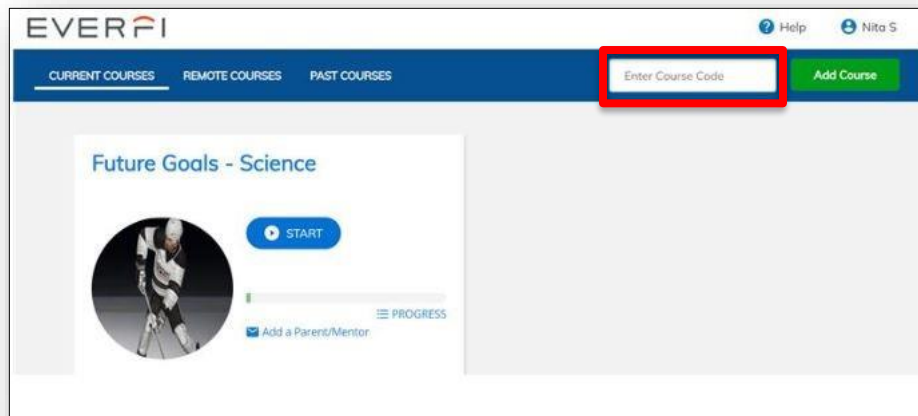 EVERFI
Help
Nita S
CURRENT COURSES REMOTE COURSES PAST COURSES
Enter Course Code
Add Course
Future Goals - Science
START
PROGRESS
Add a Parent/Mentor